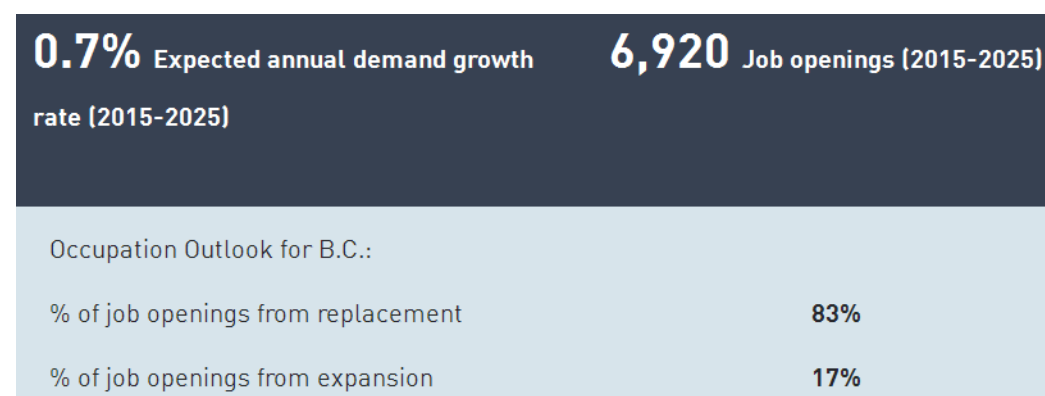 0.7% Expected annual demand growth
rate (2015-2025)
6,920 Job openings (2015-2025)
Occupation Outlook for B.C.:
% of job openings from replacement 83%
% of job openings from expansion 17%